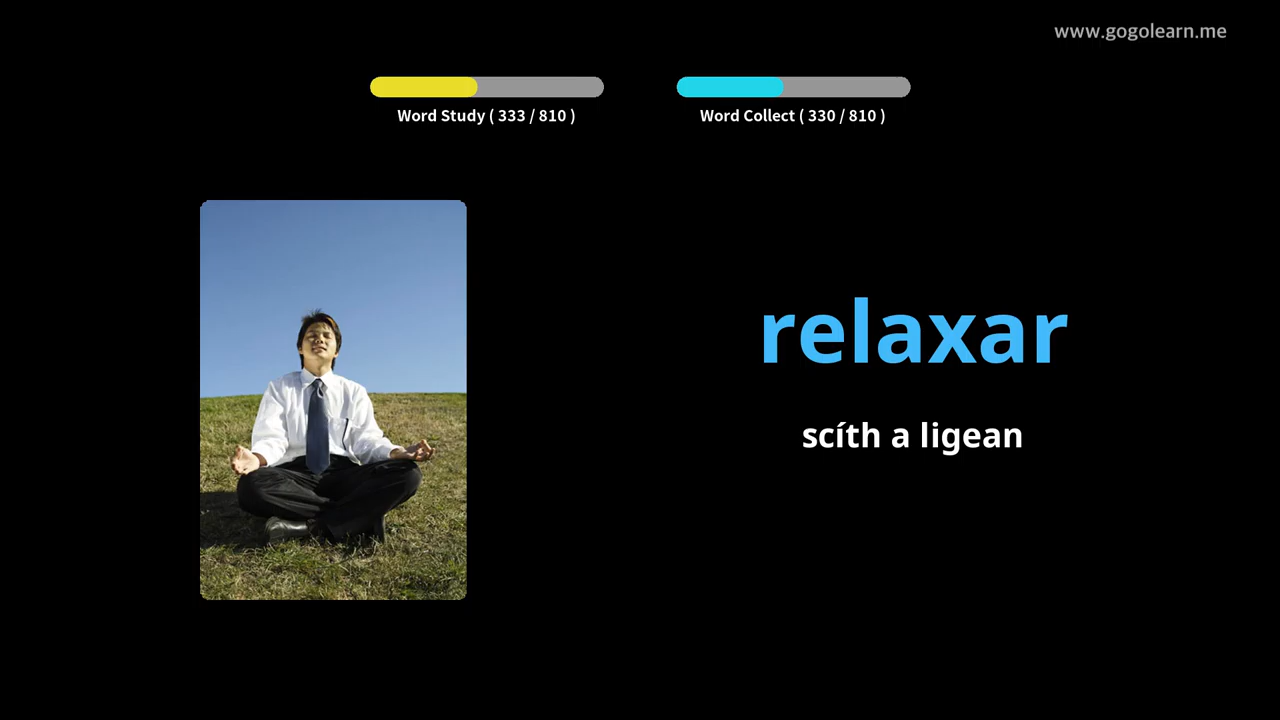 www.gogolearn.me
Word Study ( 333 / 810 )
Word Collect ( 330 / 810 )
relaxar
scíth a ligean